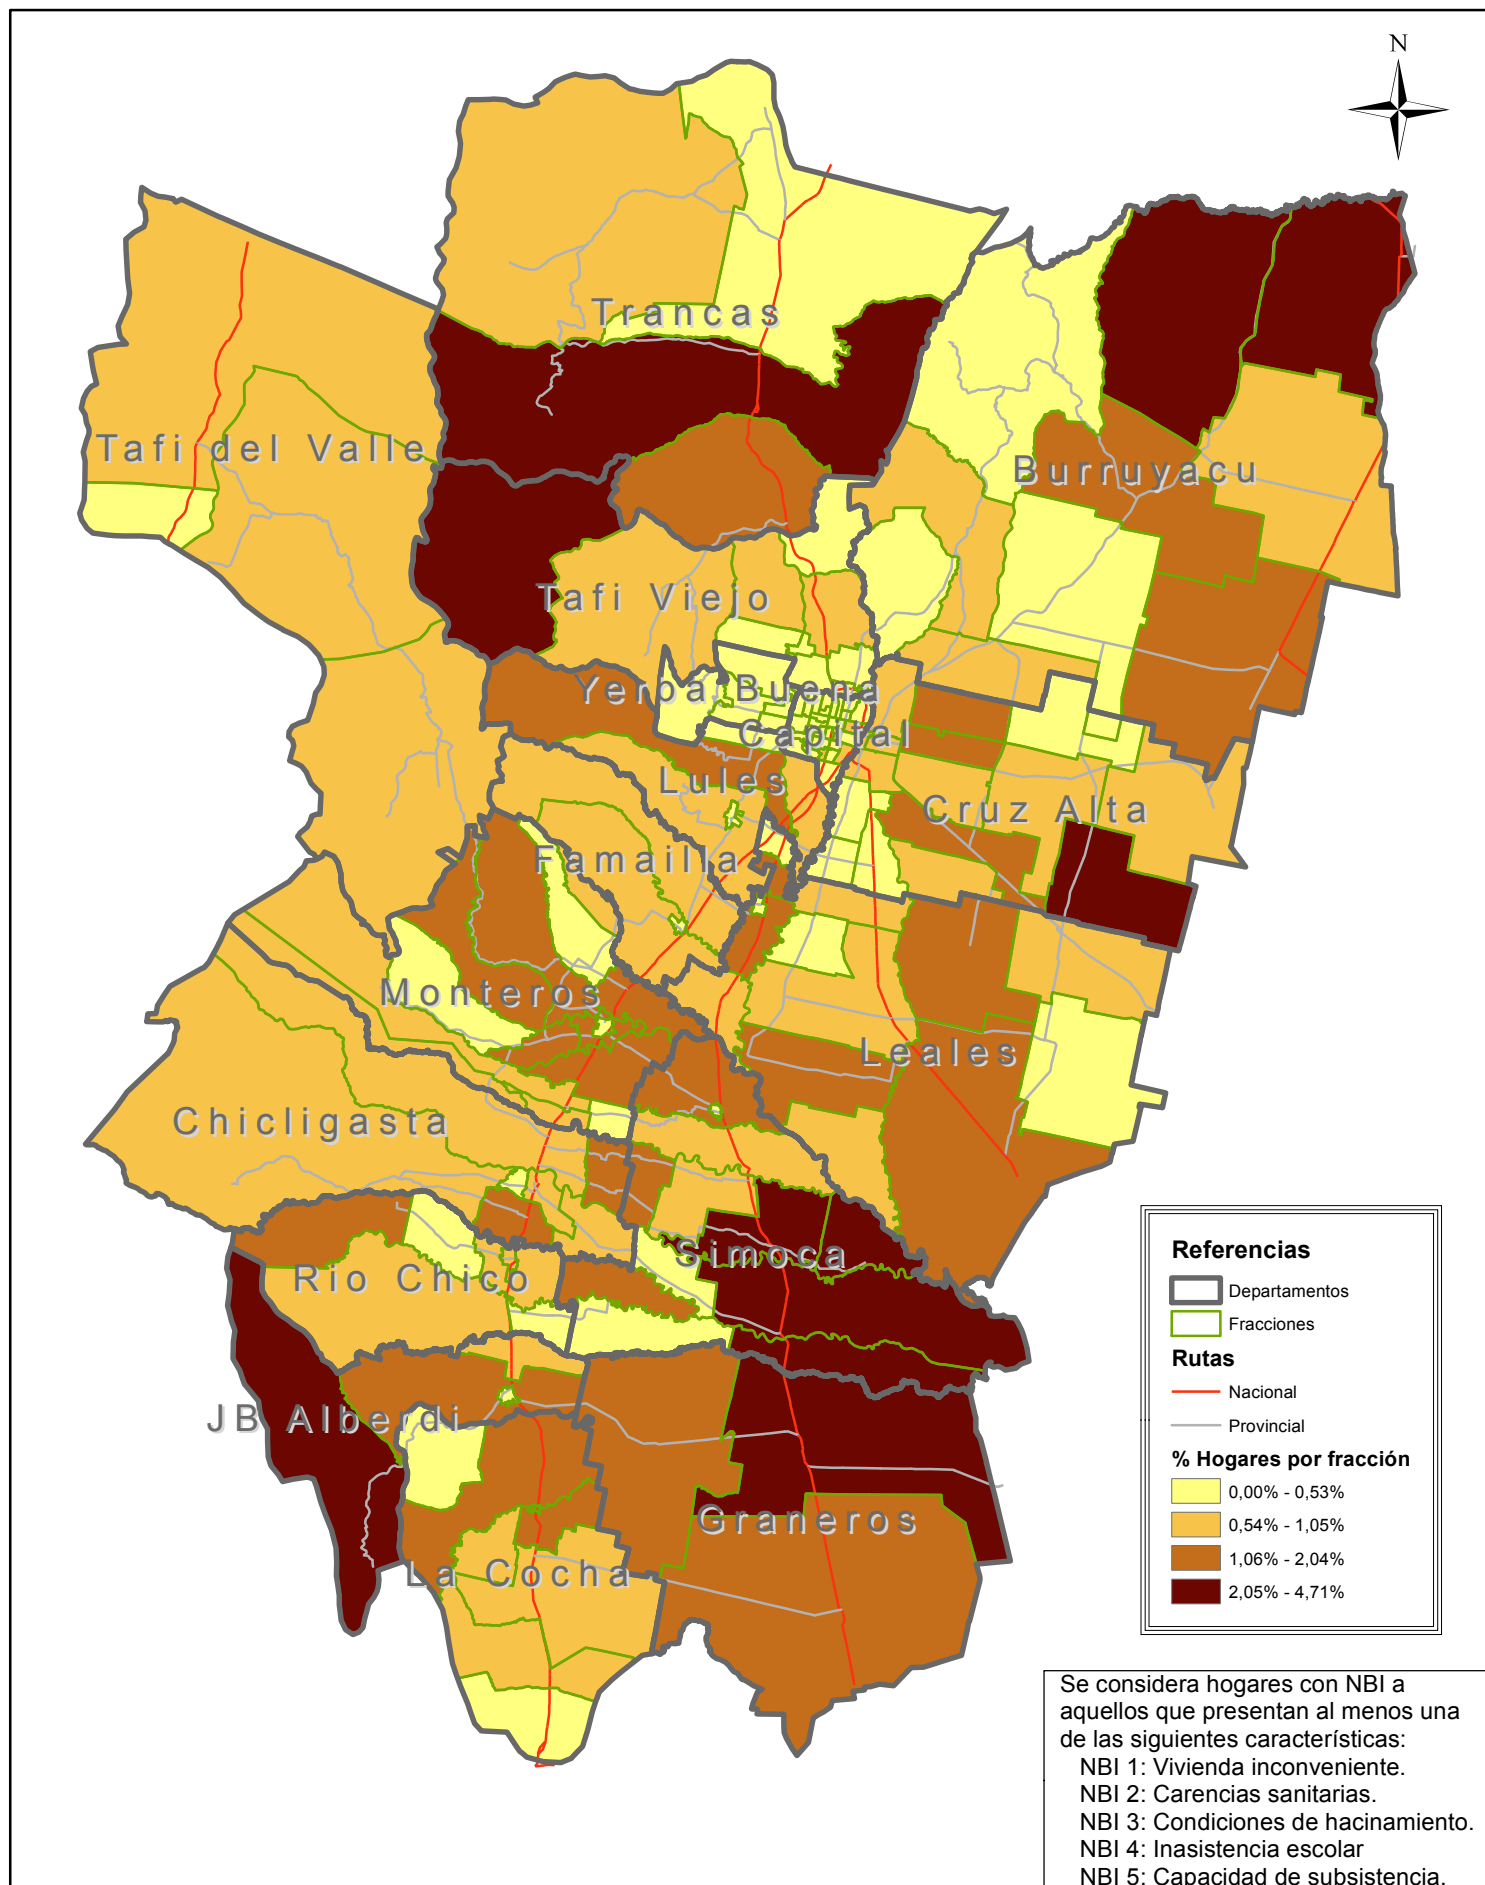 N
Trancas
Tafi del Valle
Burruyacu
Tafi Viejo
Yerba Buena
Capital
Lules
Cruz Alta
Famailla
Monteros
Leales
Chicligasta
Simoca
Rio Chico
JB Alberdi
Graneros
La Cocha
Referencias
Departamentos
Fracciones
Rutas
Nacional
Provincial
% Hogares por fracción
0,00% - 0,53%
0,54% - 1,05%
1,06% - 2,04%
2,05% - 4,71%
Se considera hogares con NBI a
aquellos que presentan al menos una
de las siguientes características:
NBI 1: Vivienda inconveniente.
NBI 2: Carencias sanitarias.
NBI 3: Condiciones de hacinamiento.
NBI 4: Inasistencia escolar
NBI 5: Capacidad de subsistencia.